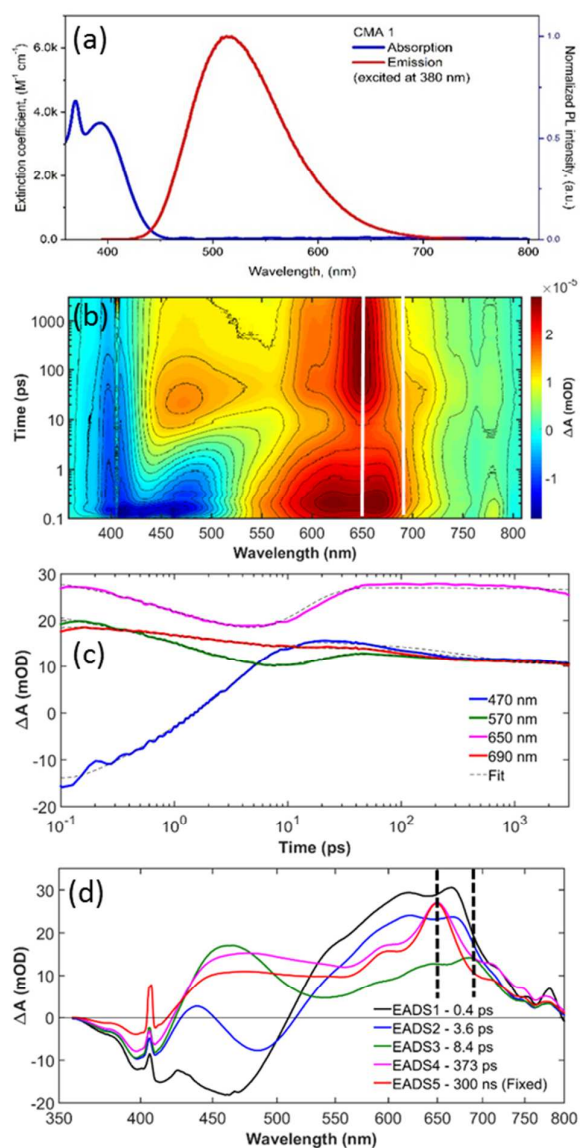 (a)
CMA 1
Absorption
Emission
(excited at 380 nm)
Extinction coefficient, (M⁻¹ cm⁻¹)
6.0k
4.0k
2.0k
0.0
Normalized PL intensity, (a.u.)
1.0
0.5
0.0
400 500 600 700 800
Wavelength, (nm)
(b)
Time (ps)
1000
100
10
1
0.1
400 450 500 550 600 650 700 750 800
Wavelength (nm)
×10⁻⁵
2
1
0
-1
ΔA (mOD)
(c)
ΔA (mOD)
30
20
10
0
-10
-20
470 nm
570 nm
650 nm
690 nm
Fit
10⁻¹ 10⁰ 10¹ 10² 10³
Time (ps)
(d)
ΔA (mOD)
30
20
10
0
-10
-20
EADS1 - 0.4 ps
EADS2 - 3.6 ps
EADS3 - 8.4 ps
EADS4 - 373 ps
EADS5 - 300 ns (Fixed)
350 400 450 500 550 600 650 700 750 800
Wavelength (nm)